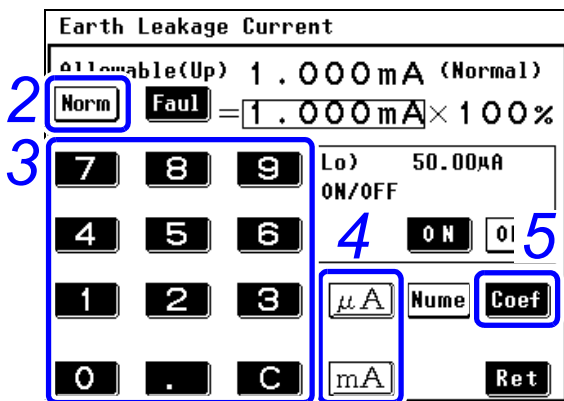 Earth Leakage Current
Allowable(Up) 1.000mA (Normal)
2 Norm Faul =1.000mA×100%
3 7 8 9 Lo) 50.00μA
ON/OFF
4 5 6 4 ON 5
1 2 3 μA Nume Coef
0 . C mA Ret